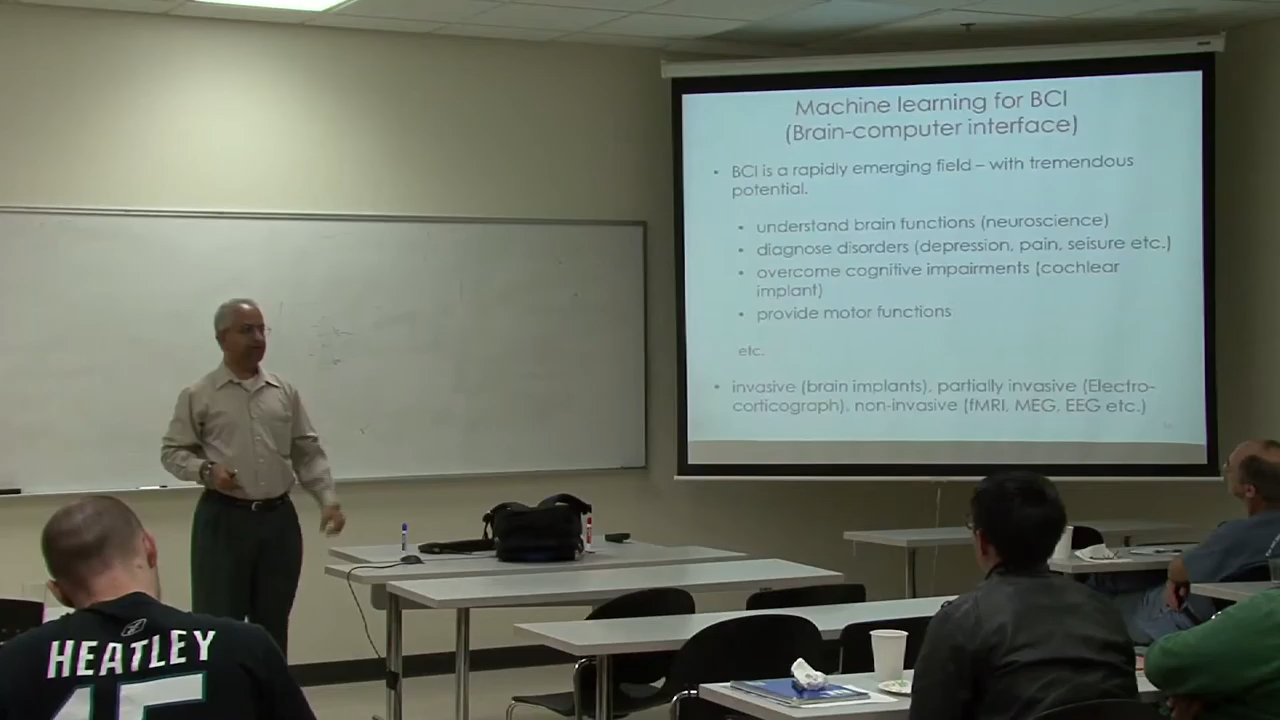 Machine learning for BCI
(Brain-computer interface)
• BCI is a rapidly emerging field – with tremendous
potential.
• understand brain functions (neuroscience)
• diagnose disorders (depression, pain, seisure etc.)
• overcome cognitive impairments (cochlear
implant)
• provide motor functions
etc.
• invasive (brain implants), partially invasive (Electro-
corticograph), non-invasive (fMRI, MEG, EEG etc.)
HEATLEY
15